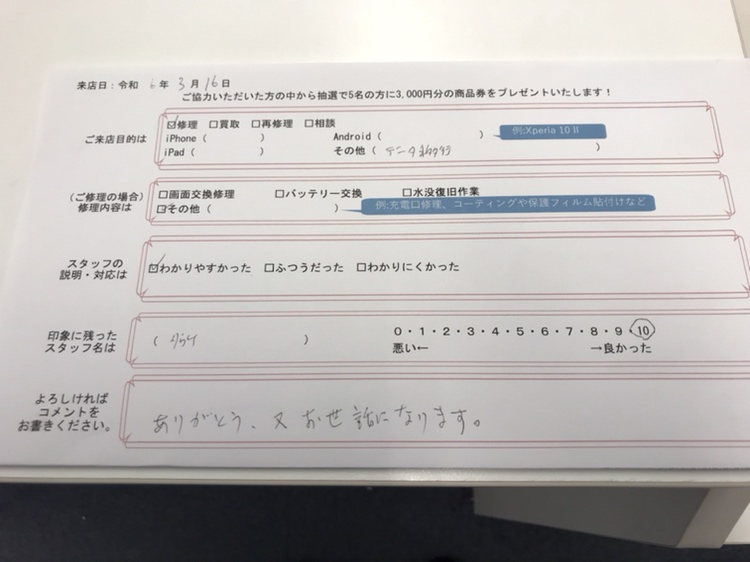 来店日：令和 6 年 3 月 16 日
ご協力いただいた方の中から抽選で5名の方に3,000円分の商品券をプレゼントいたします！
ご来店目的は
☑修理 □買取 □再修理 □相談
iPhone（ ） Android（ ） 例:Xperia 10 II
iPad（ ） その他（ データ ）
（ご修理の場合）
修理内容は
□画面交換修理 □バッテリー交換 □水没復旧作業
☑その他（ ） 例:充電口修理、コーティングや保護フィルム貼付けなど
スタッフの
説明・対応は
☑わかりやすかった □ふつうだった □わかりにくかった
印象に残った
スタッフ名は
（ ） 0・1・2・3・4・5・6・7・8・9・10
悪い← →良かった
よろしければ
コメントを
お書きください。
ありがとう、又お世話になります。